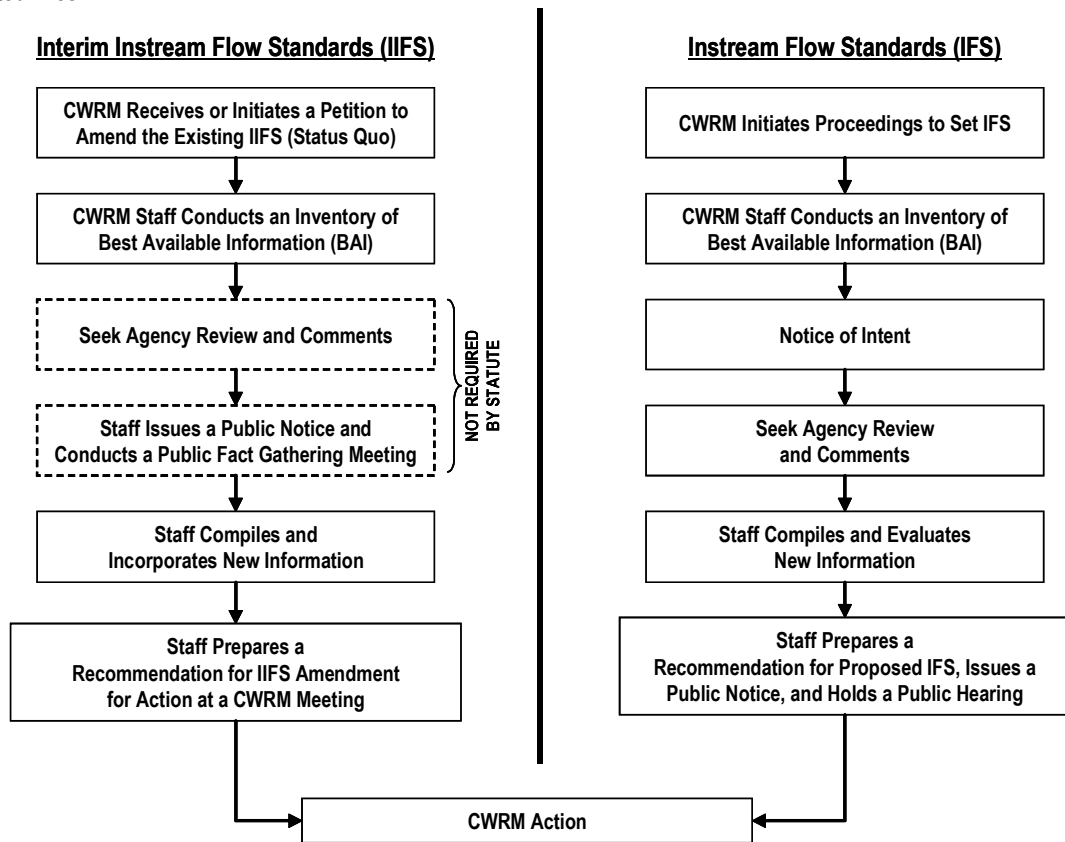 Interim Instream Flow Standards (IIFS)
CWRM Receives or Initiates a Petition to
Amend the Existing IIFS (Status Quo)
CWRM Staff Conducts an Inventory of
Best Available Information (BAI)
Seek Agency Review and Comments
Staff Issues a Public Notice and
Conducts a Public Fact Gathering Meeting
NOT REQUIRED
BY STATUTE
Staff Compiles and
Incorporates New Information
Staff Prepares a
Recommendation for IIFS Amendment
for Action at a CWRM Meeting
Instream Flow Standards (IFS)
CWRM Initiates Proceedings to Set IFS
CWRM Staff Conducts an Inventory of
Best Available Information (BAI)
Notice of Intent
Seek Agency Review
and Comments
Staff Compiles and Evaluates
New Information
Staff Prepares a
Recommendation for Proposed IFS, Issues a
Public Notice, and Holds a Public Hearing
CWRM Action